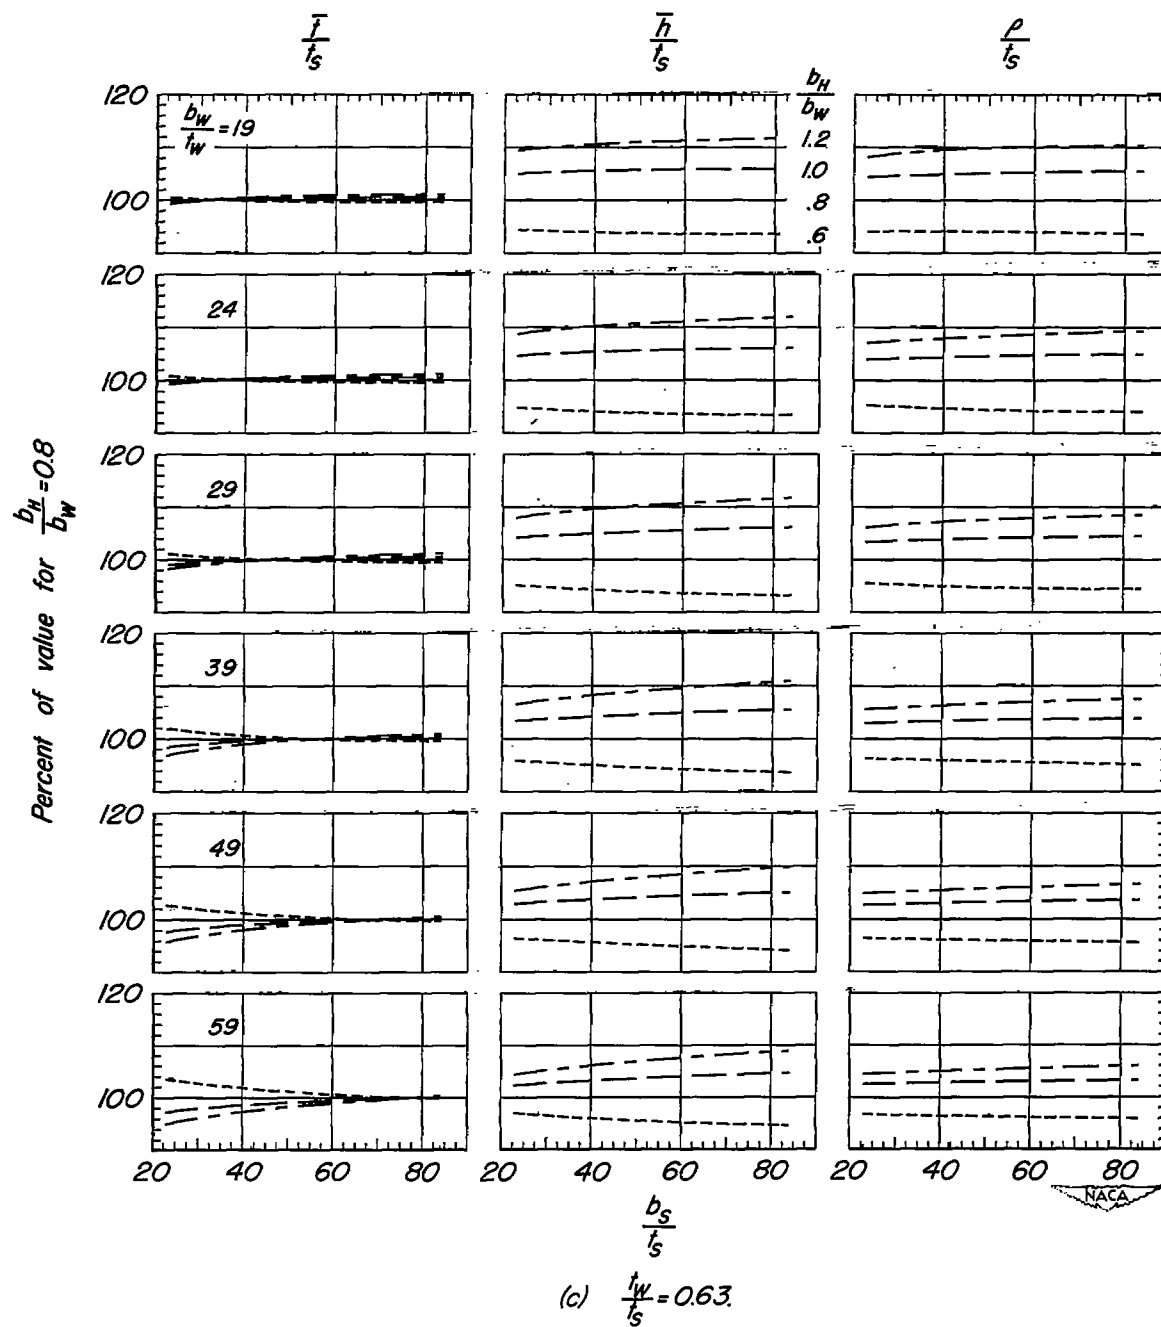 t̄/t_S h̄/t_S ρ/t_S
b_H/b_W
120
b_W/t_W = 19
1.2
1.0
100
.8
.6
120
24
100
120
29
100
120
39
100
120
49
100
120
59
100
Percent of value for b_H/b_W = 0.8
20 40 60 80 20 40 60 80 20 40 60 80
NACA
b_S/t_S
(c) t_W/t_S = 0.63.